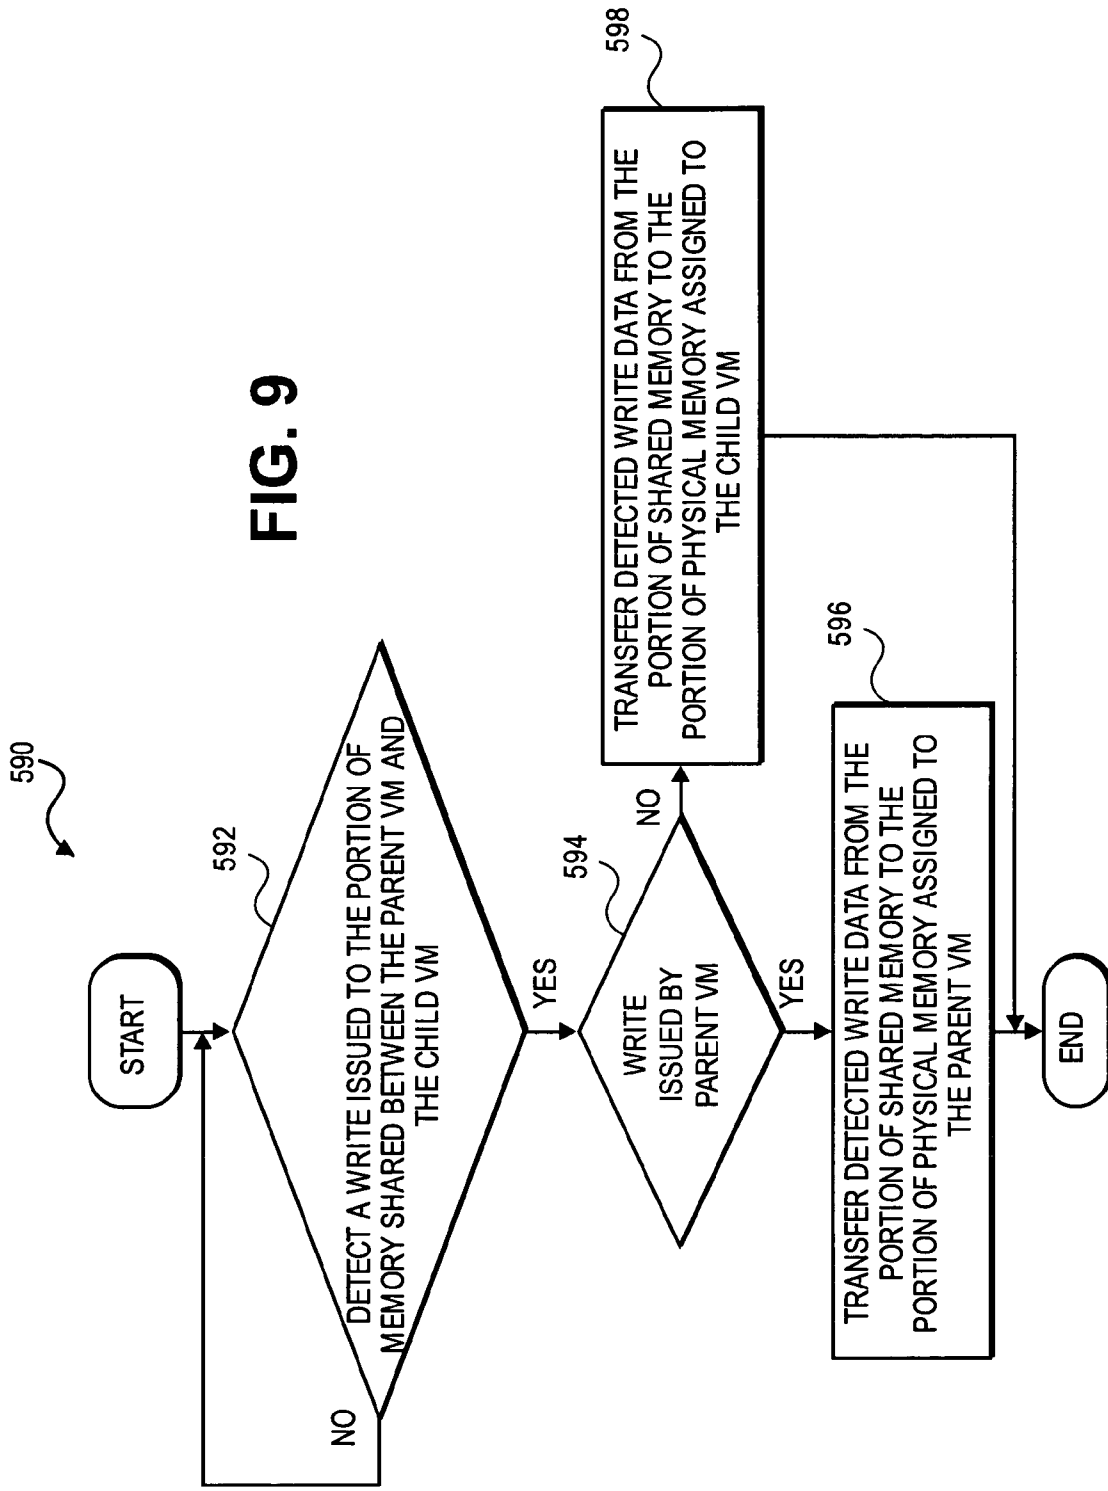 590
START
592
DETECT A WRITE ISSUED TO THE PORTION OF
MEMORY SHARED BETWEEN THE PARENT VM AND
THE CHILD VM
NO
YES
594
WRITE
ISSUED BY
PARENT VM
NO
YES
598
TRANSFER DETECTED WRITE DATA FROM THE
PORTION OF SHARED MEMORY TO THE
PORTION OF PHYSICAL MEMORY ASSIGNED TO
THE CHILD VM
596
TRANSFER DETECTED WRITE DATA FROM THE
PORTION OF SHARED MEMORY TO THE
PORTION OF PHYSICAL MEMORY ASSIGNED TO
THE PARENT VM
END
FIG. 9